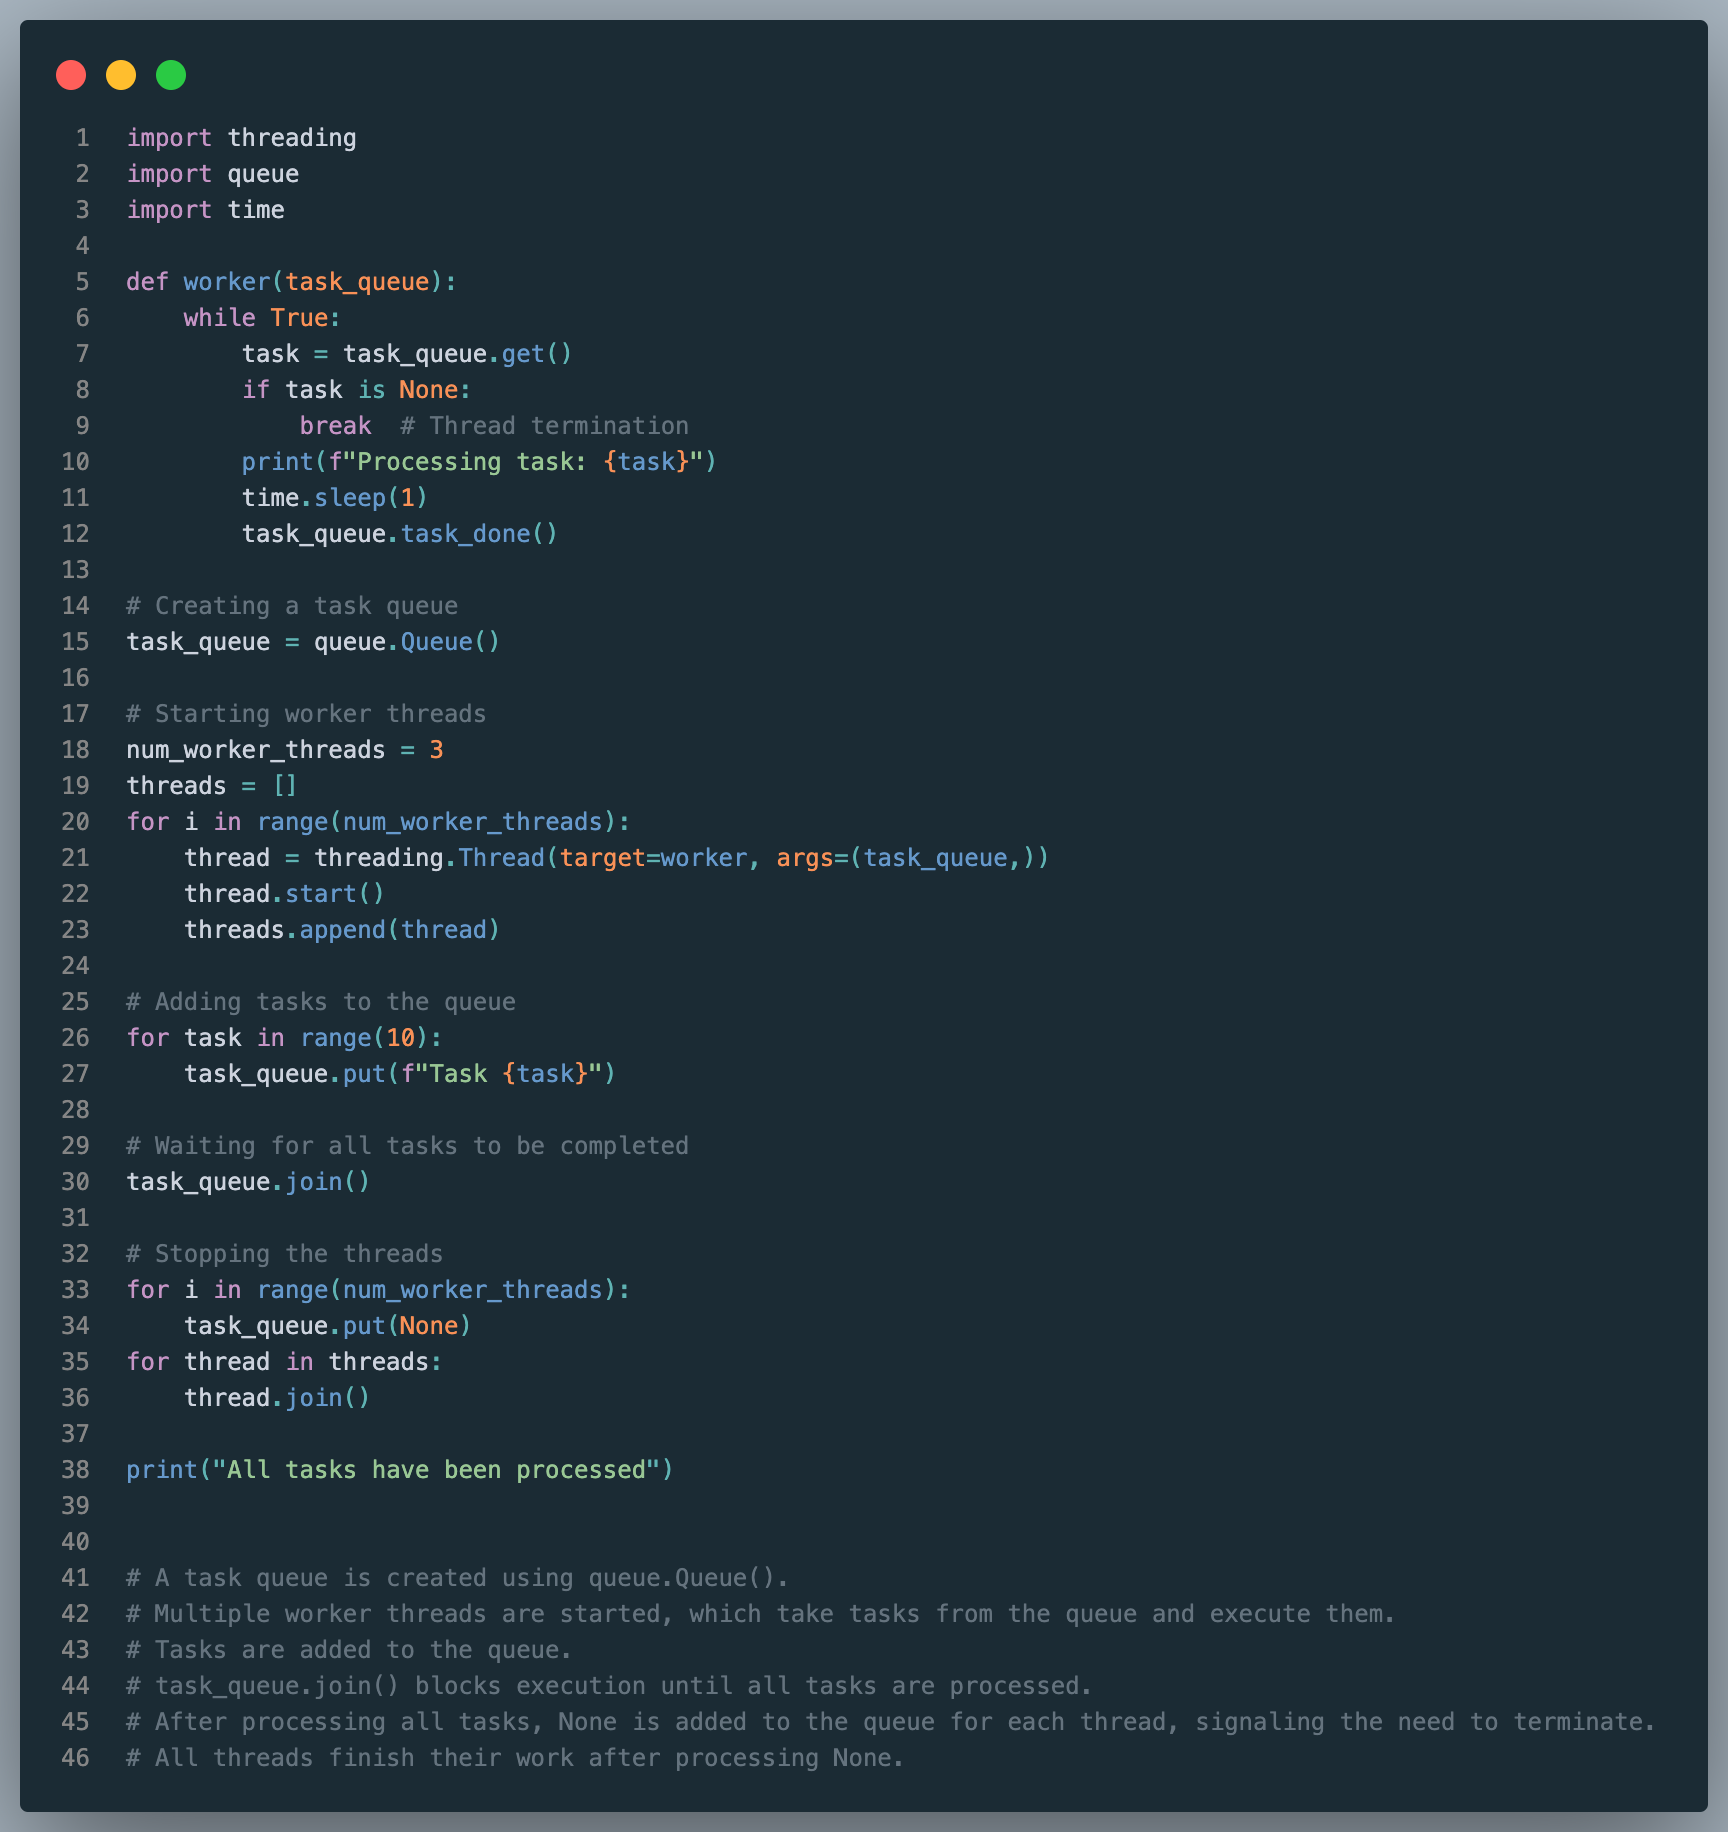 1 import threading
2 import queue
3 import time
4
5 def worker(task_queue):
6     while True:
7         task = task_queue.get()
8         if task is None:
9             break  # Thread termination
10         print(f"Processing task: {task}")
11         time.sleep(1)
12         task_queue.task_done()
13
14 # Creating a task queue
15 task_queue = queue.Queue()
16
17 # Starting worker threads
18 num_worker_threads = 3
19 threads = []
20 for i in range(num_worker_threads):
21     thread = threading.Thread(target=worker, args=(task_queue,))
22     thread.start()
23     threads.append(thread)
24
25 # Adding tasks to the queue
26 for task in range(10):
27     task_queue.put(f"Task {task}")
28
29 # Waiting for all tasks to be completed
30 task_queue.join()
31
32 # Stopping the threads
33 for i in range(num_worker_threads):
34     task_queue.put(None)
35 for thread in threads:
36     thread.join()
37
38 print("All tasks have been processed")
39
40
41 # A task queue is created using queue.Queue().
42 # Multiple worker threads are started, which take tasks from the queue and execute them.
43 # Tasks are added to the queue.
44 # task_queue.join() blocks execution until all tasks are processed.
45 # After processing all tasks, None is added to the queue for each thread, signaling the need to terminate.
46 # All threads finish their work after processing None.